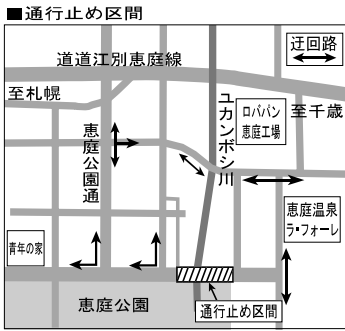 ■通行止め区間
迂回路
道道江別恵庭線
至札幌
至千歳
ロバパン
恵庭工場
ユカンボシ川
恵庭公園通
恵庭温泉
ラ・フォーレ
青年の家
恵庭公園
通行止め区間